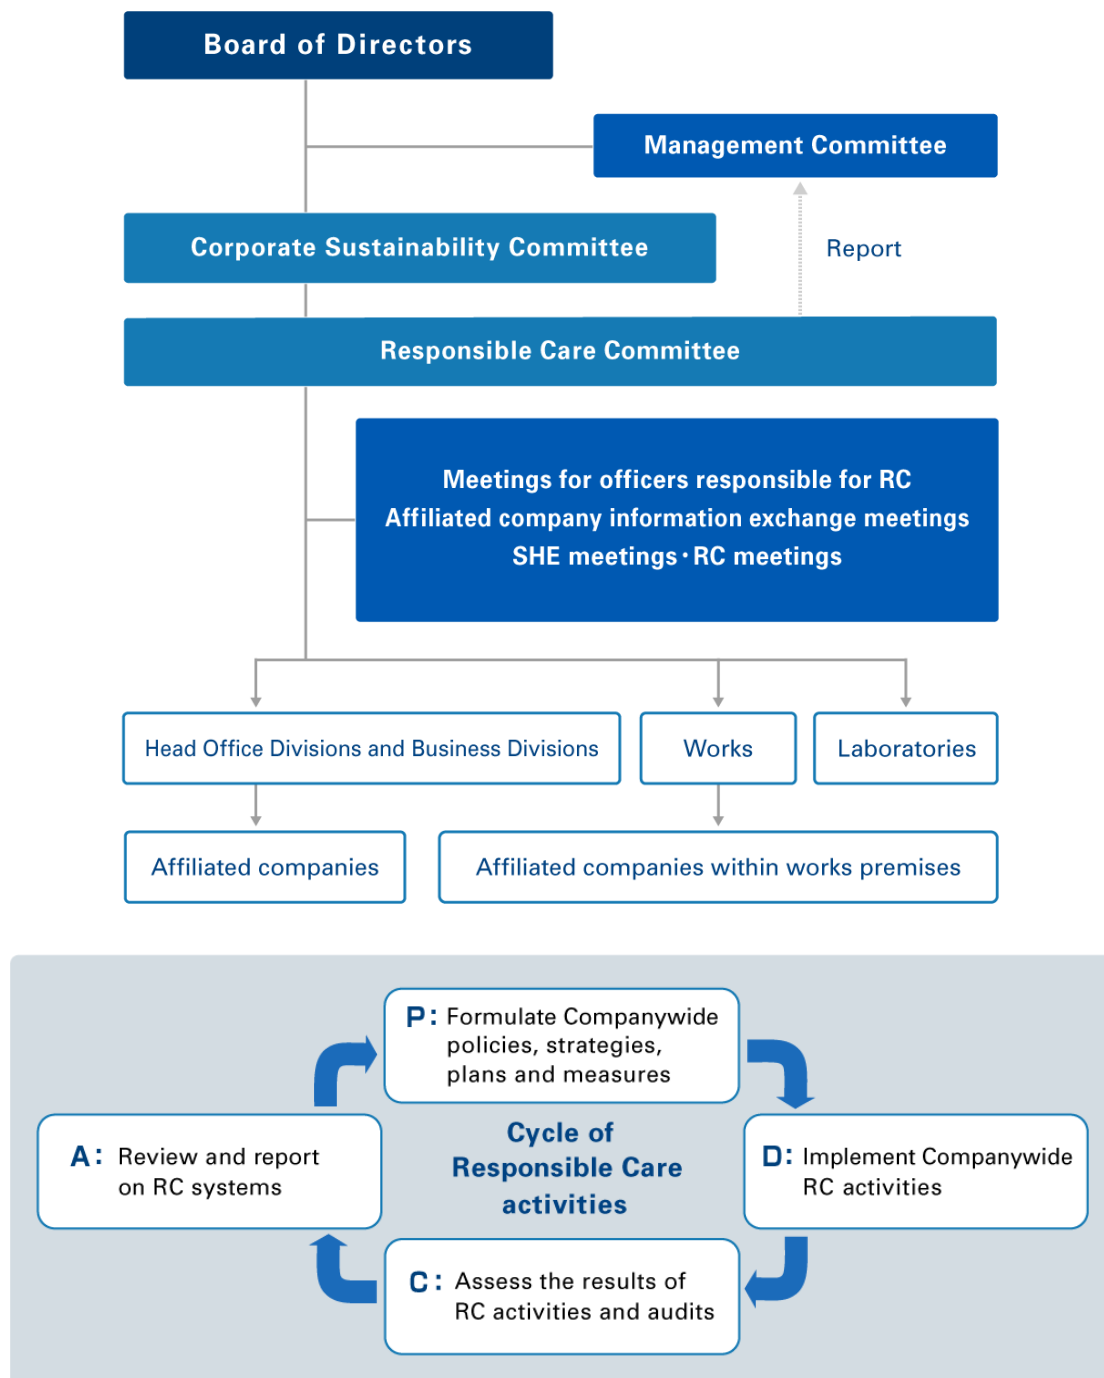 Board of Directors
Management Committee
Corporate Sustainability Committee
Report
Responsible Care Committee
Meetings for officers responsible for RC
Affiliated company information exchange meetings
SHE meetings・RC meetings
Head Office Divisions and Business Divisions
Works
Laboratories
Affiliated companies
Affiliated companies within works premises
P: Formulate Companywide
policies, strategies,
plans and measures
Cycle of
Responsible Care
activities
A: Review and report
on RC systems
D: Implement Companywide
RC activities
C: Assess the results of
RC activities and audits